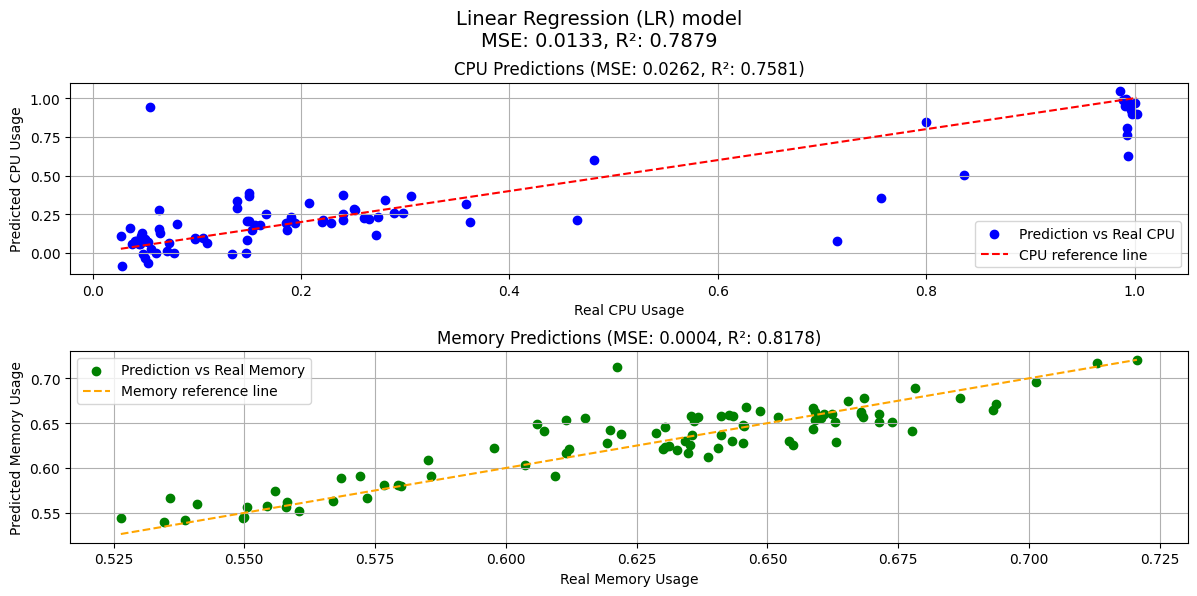 Linear Regression (LR) model
MSE: 0.0133, R²: 0.7879
CPU Predictions (MSE: 0.0262, R²: 0.7581)
Predicted CPU Usage
1.00
0.75
0.50
0.25
0.00
Prediction vs Real CPU
CPU reference line
0.0 0.2 0.4 0.6 0.8 1.0
Real CPU Usage
Memory Predictions (MSE: 0.0004, R²: 0.8178)
Predicted Memory Usage
Prediction vs Real Memory
Memory reference line
0.70
0.65
0.60
0.55
0.525 0.550 0.575 0.600 0.625 0.650 0.675 0.700 0.725
Real Memory Usage